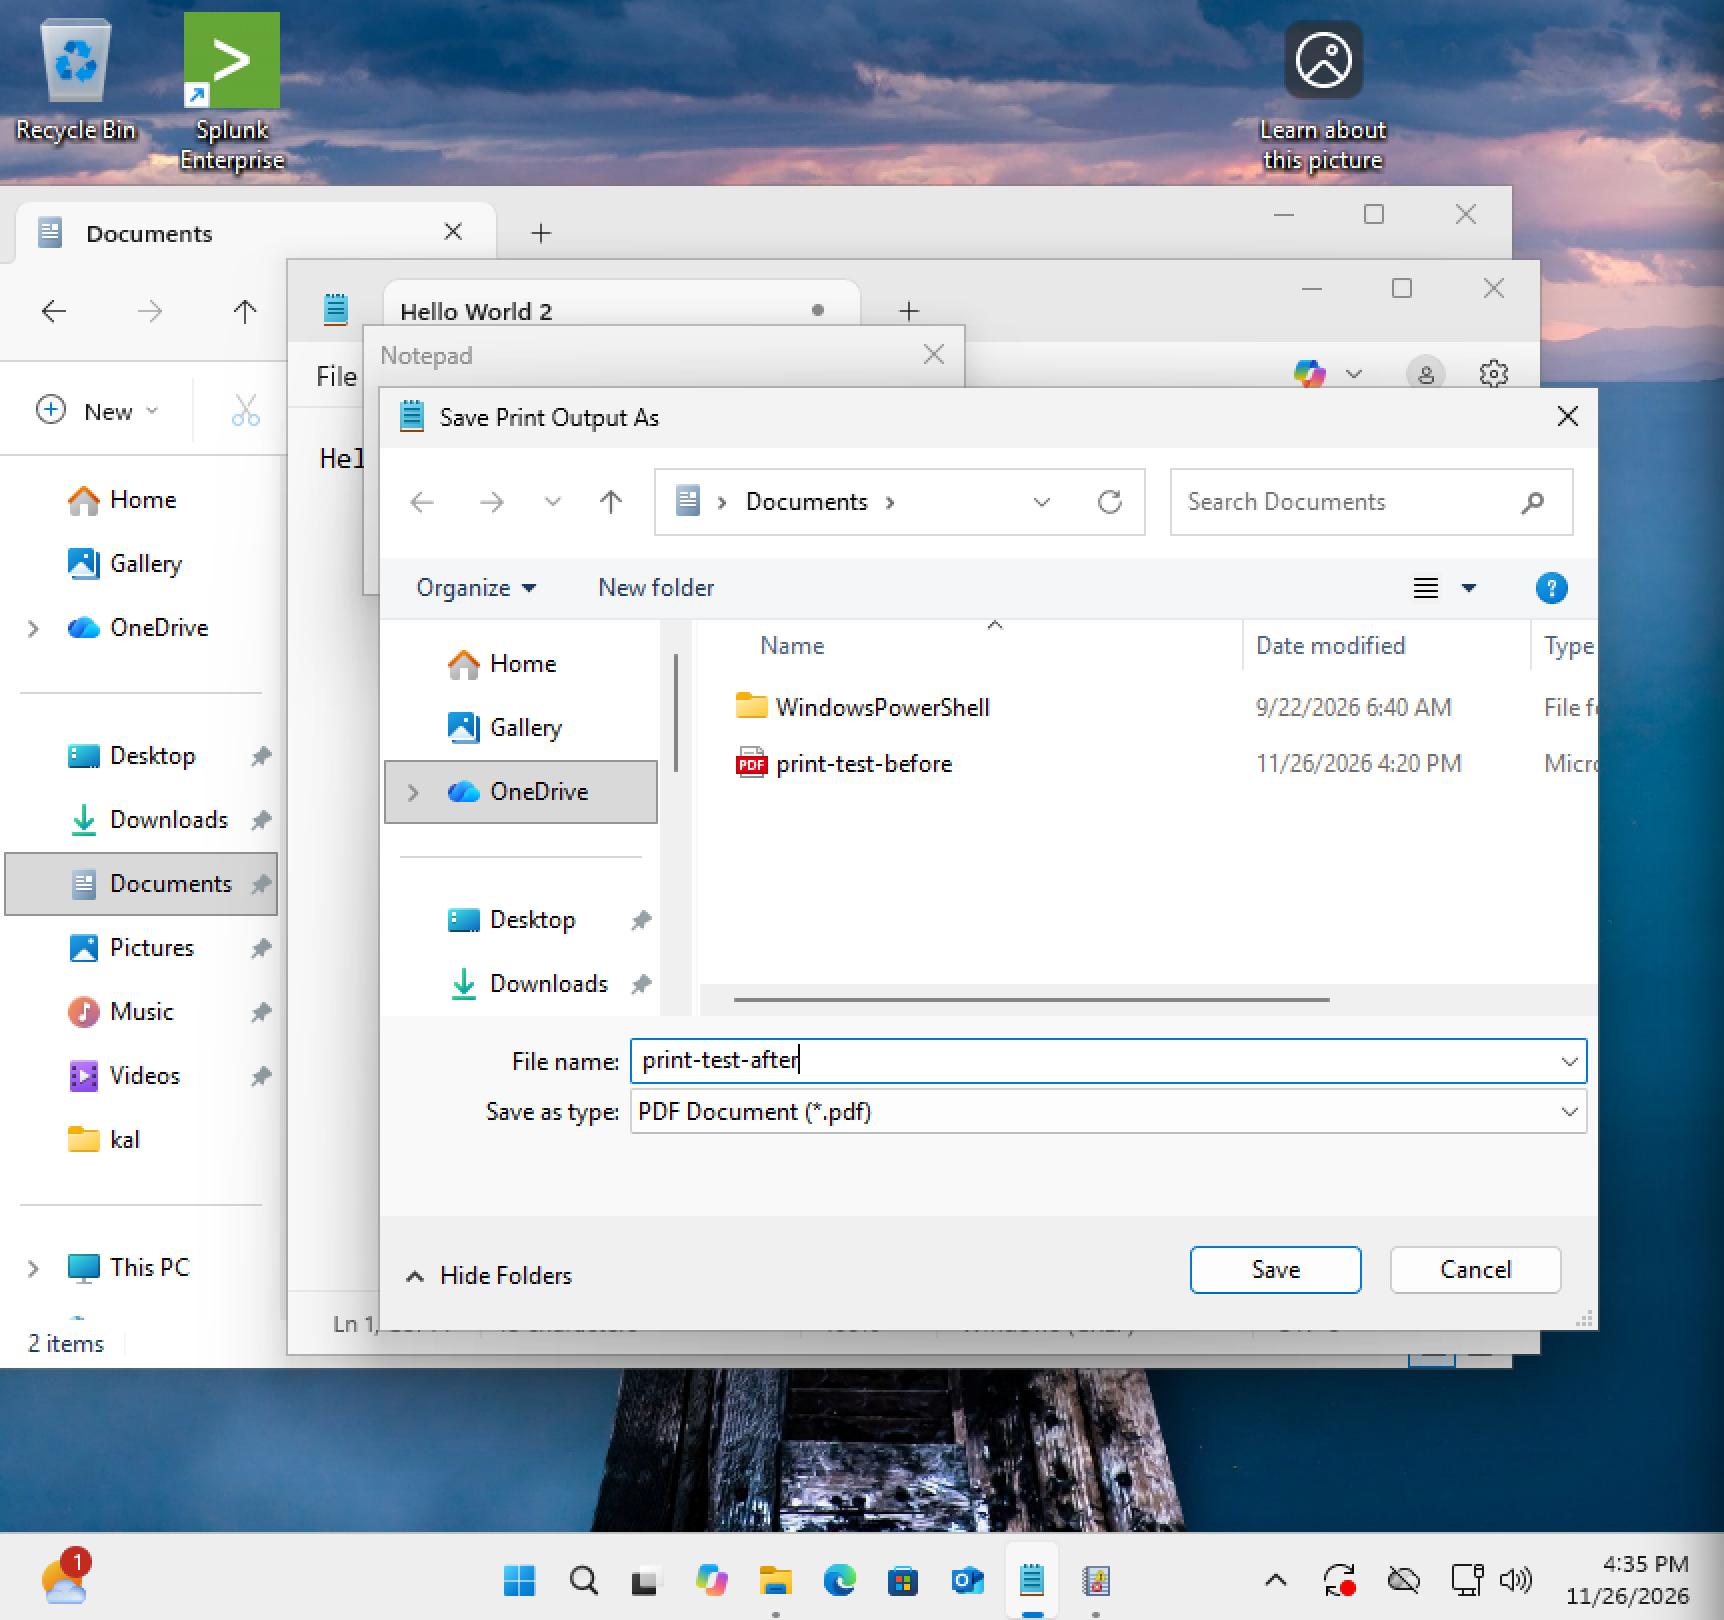 Recycle Bin
Splunk
Enterprise
Learn about
this picture
Documents
Hello World 2
Notepad
File
New
Hel
Save Print Output As
Documents
Search Documents
Organize
New folder
Name
Date modified
Type
Home
Gallery
OneDrive
Desktop
Downloads
Documents
Pictures
Music
Videos
kal
This PC
2 items
Home
Gallery
OneDrive
Desktop
Downloads
WindowsPowerShell
9/22/2026 6:40 AM
File f
PDF
print-test-before
11/26/2026 4:20 PM
Micro
File name:
print-test-after
Save as type:
PDF Document (*.pdf)
Hide Folders
Save
Cancel
Ln 1,
1
4:35 PM
11/26/2026